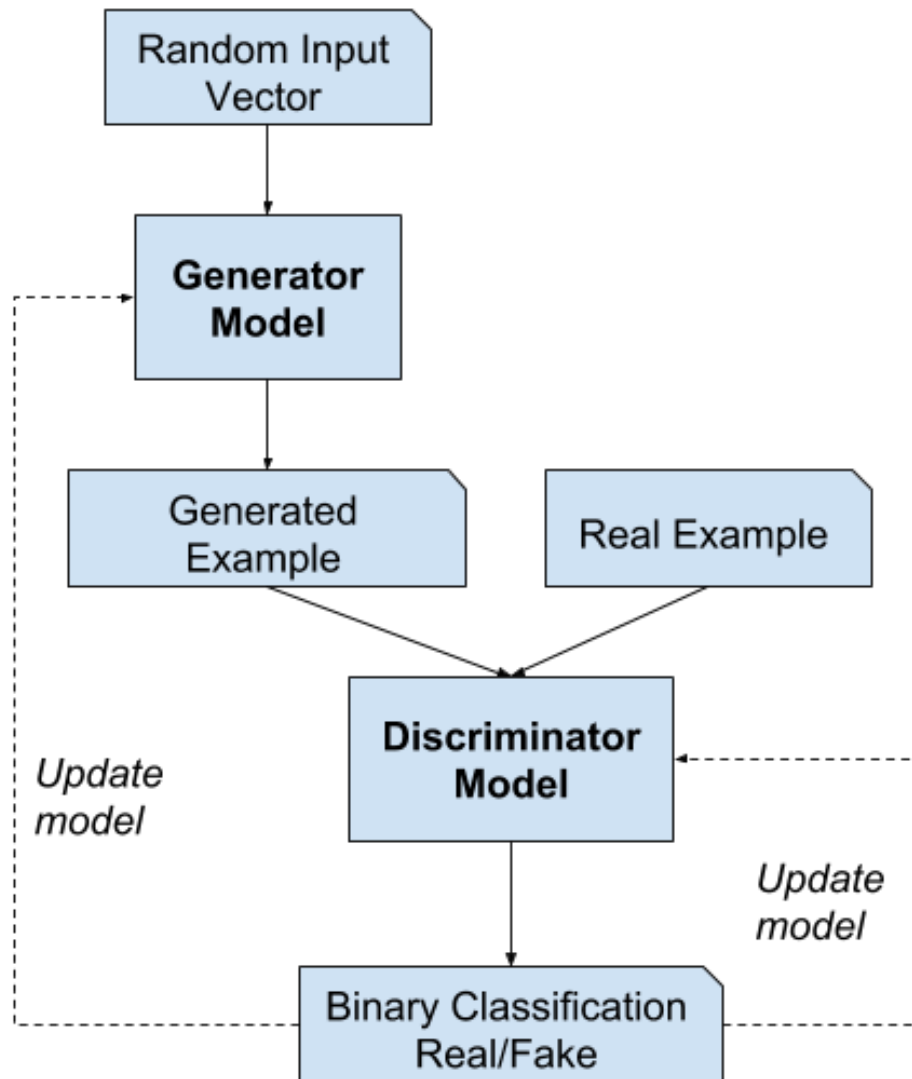 Random Input
Vector
Generator
Model
Generated
Example
Real Example
Discriminator
Model
Update
model
Update
model
Binary Classification
Real/Fake